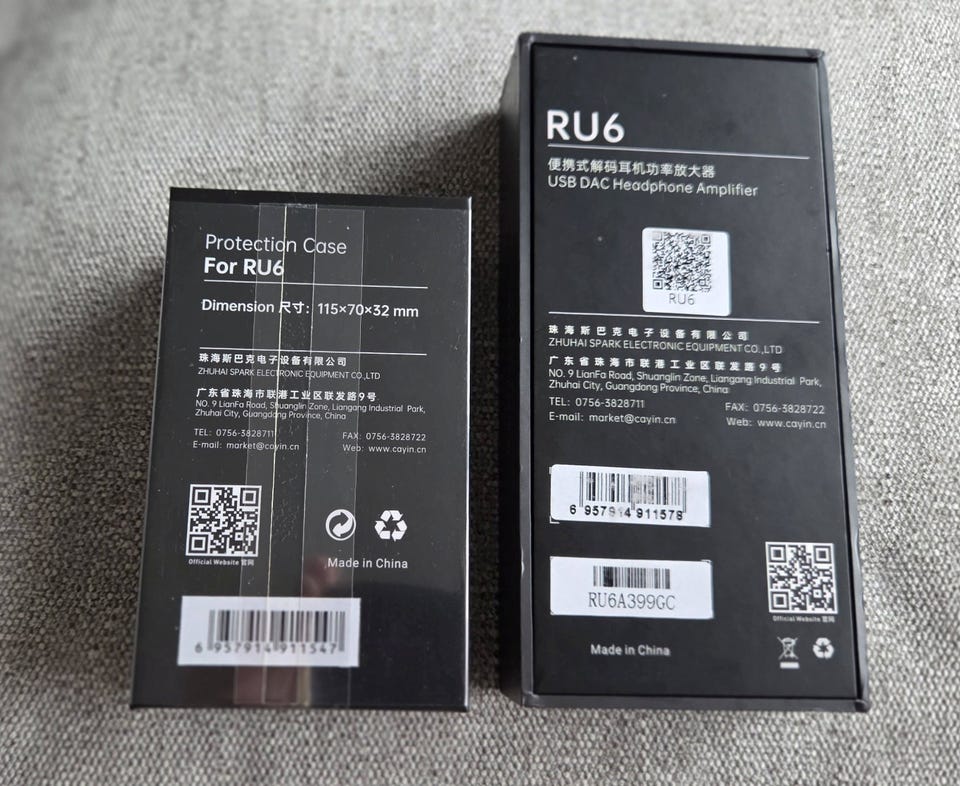 Protection Case
For RU6
Dimension 尺寸: 115×70×32 mm
珠海斯巴克电子设备有限公司
ZHUHAI SPARK ELECTRONIC EQUIPMENT CO.,LTD
广东省珠海市联港工业区联发路9号
NO. 9 LianFa Road, Shuanglin Zone, Liangang Industrial Park,
Zhuhai City, Guangdong Province, China
TEL: 0756-3828711 FAX: 0756-3828722
E-mail: market@cayin.cn Web: www.cayin.cn
Official Website 官网
Made in China
6 957914 911547
RU6
便携式解码耳机功率放大器
USB DAC Headphone Amplifier
RU6
珠海斯巴克电子设备有限公司
ZHUHAI SPARK ELECTRONIC EQUIPMENT CO.,LTD
广东省珠海市联港工业区联发路9号
NO. 9 LianFa Road, Shuanglin Zone, Liangang Industrial Park,
Zhuhai City, Guangdong Province, China
TEL: 0756-3828711 FAX: 0756-3828722
E-mail: market@cayin.cn Web: www.cayin.cn
6 957914 911578
RU6A399GC
Official Website 官网
Made in China